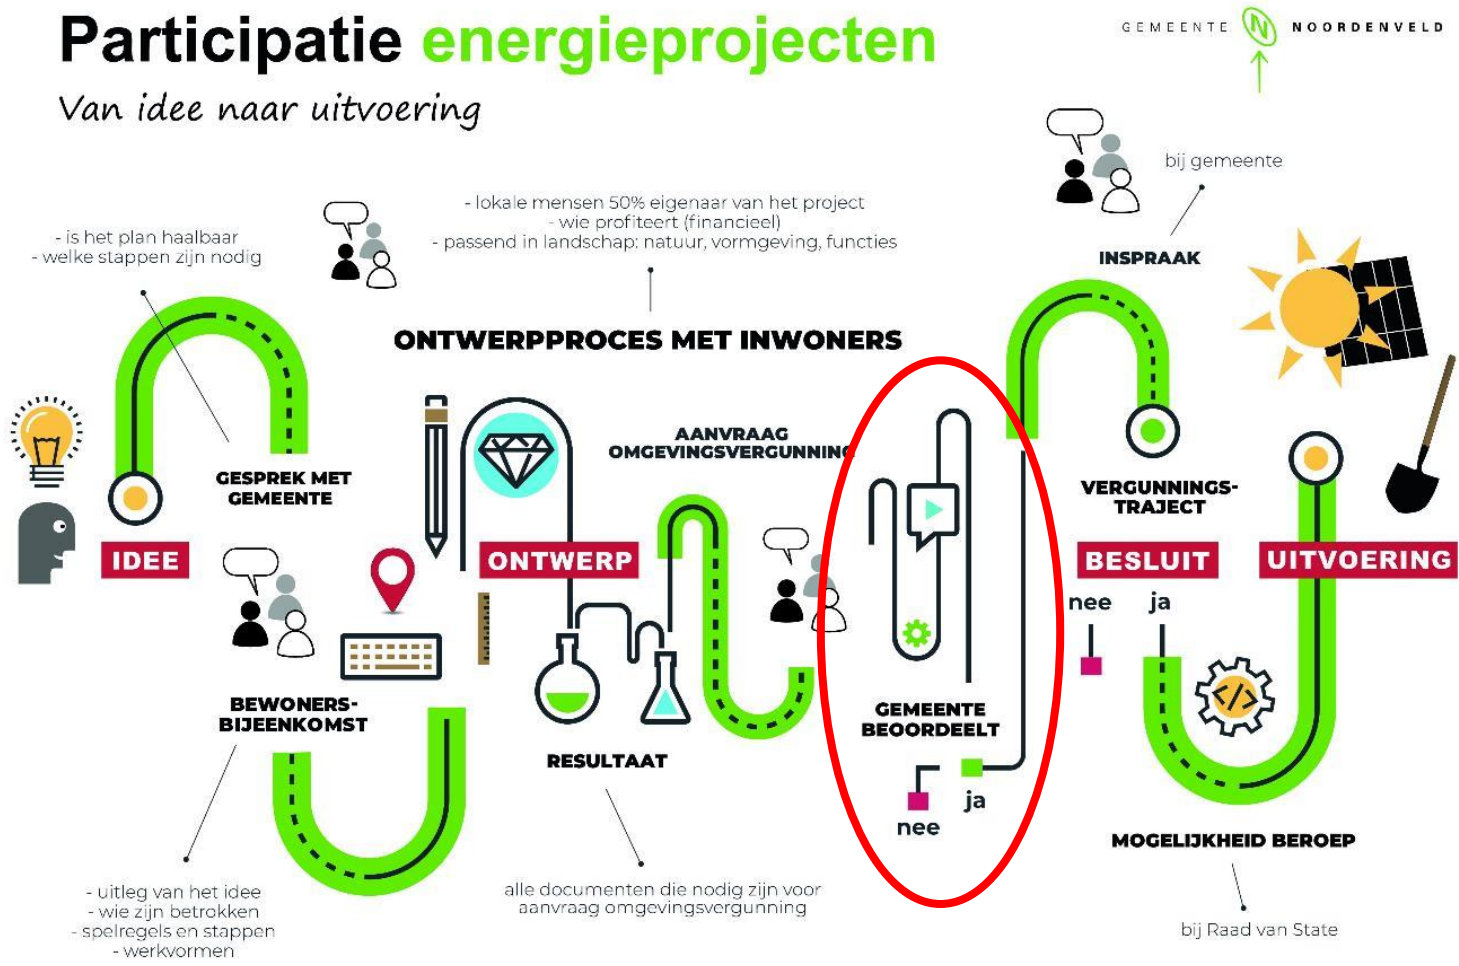 Participatie energieprojecten
GEMEENTE N NOORDENVELD
Van idee naar uitvoering
- is het plan haalbaar
- welke stappen zijn nodig
- lokale mensen 50% eigenaar van het project
- wie profiteert (financieel)
- passend in landschap: natuur, vormgeving, functies
bij gemeente
INSPRAAK
ONTWERPPROCES MET INWONERS
GESPREK MET
GEMEENTE
AANVRAAG
OMGEVINGSVERGUNNING
VERGUNNINGS-
TRAJECT
IDEE
ONTWERP
BESLUIT
UITVOERING
nee ja
BEWONERS-
BIJEENKOMST
RESULTAAT
GEMEENTE
BEOORDEELT
ja
nee
</>
MOGELIJKHEID BEROEP
- uitleg van het idee
- wie zijn betrokken
- spelregels en stappen
- werkvormen
alle documenten die nodig zijn voor
aanvraag omgevingsvergunning
bij Raad van State